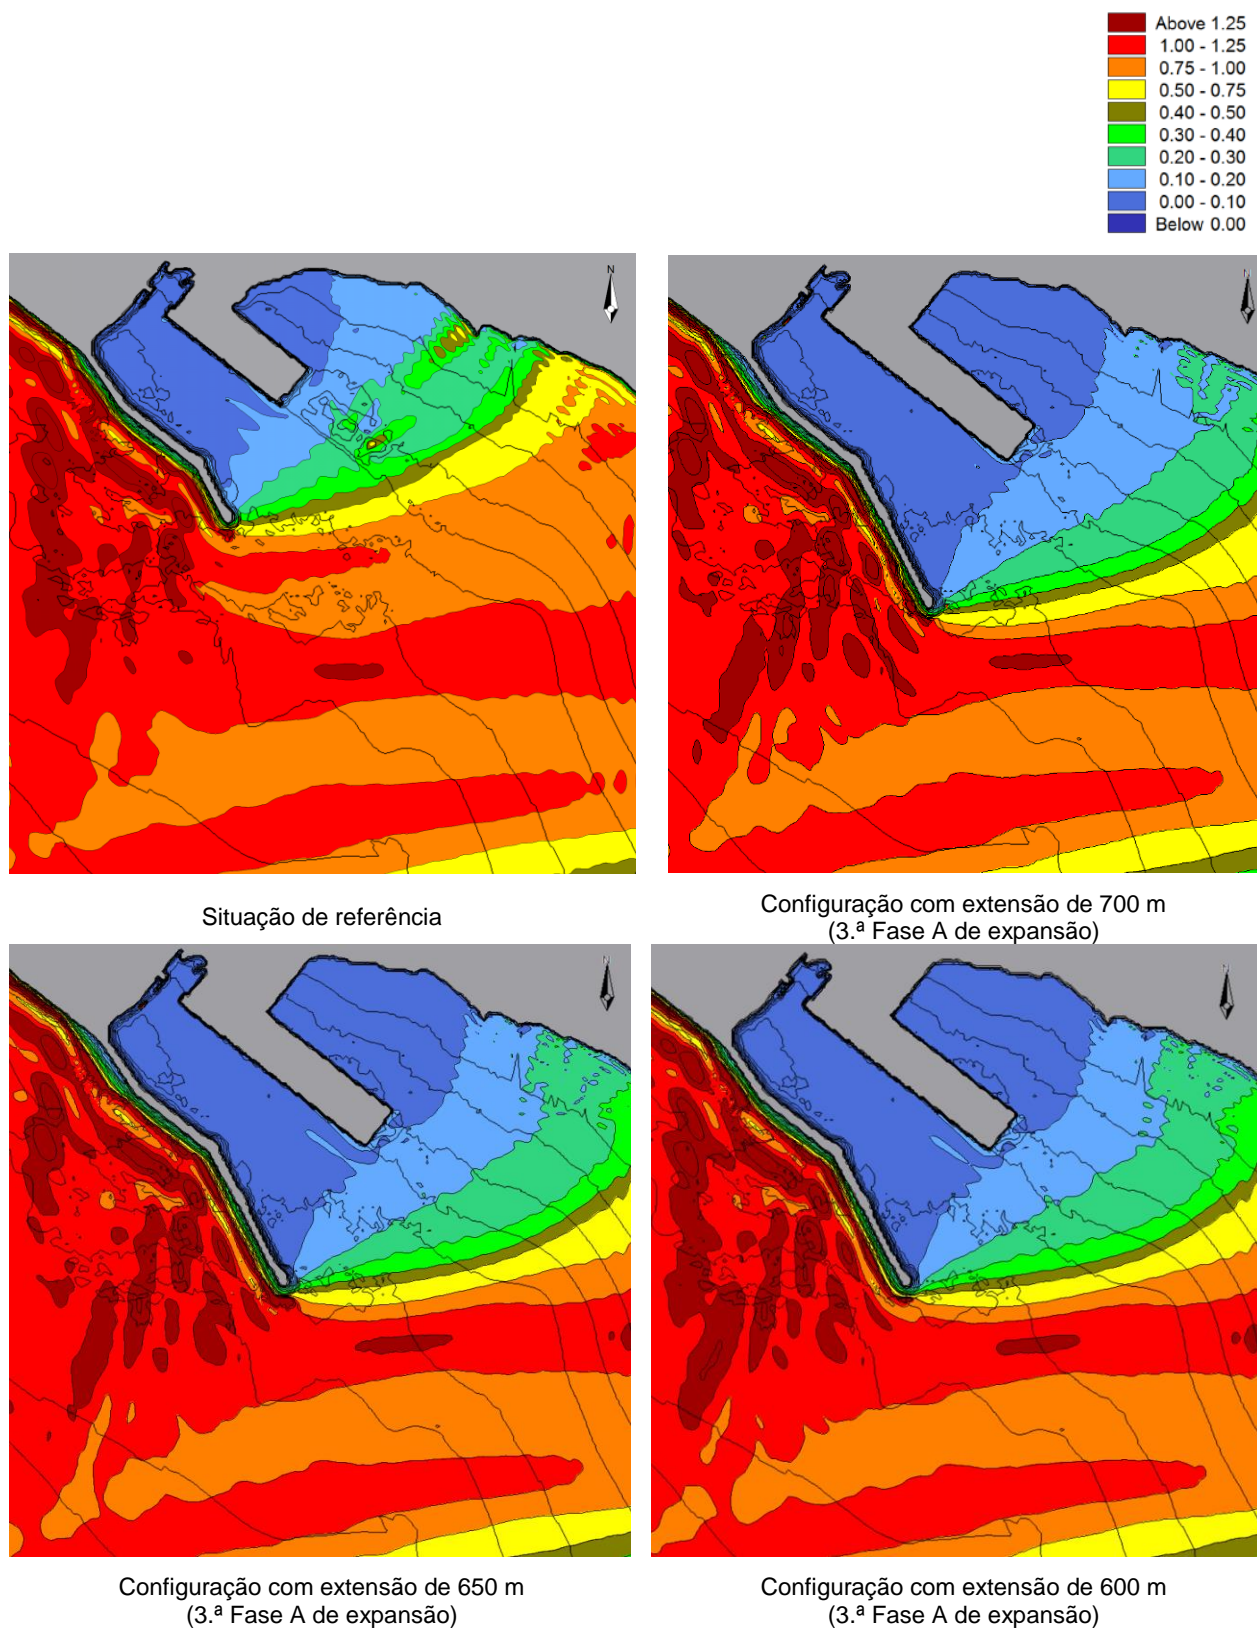 Above 1.25
1.00 - 1.25
0.75 - 1.00
0.50 - 0.75
0.40 - 0.50
0.30 - 0.40
0.20 - 0.30
0.10 - 0.20
0.00 - 0.10
Below 0.00
N
N
Situação de referência
Configuração com extensão de 700 m
(3.ª Fase A de expansão)
N
N
Configuração com extensão de 650 m
(3.ª Fase A de expansão)
Configuração com extensão de 600 m
(3.ª Fase A de expansão)